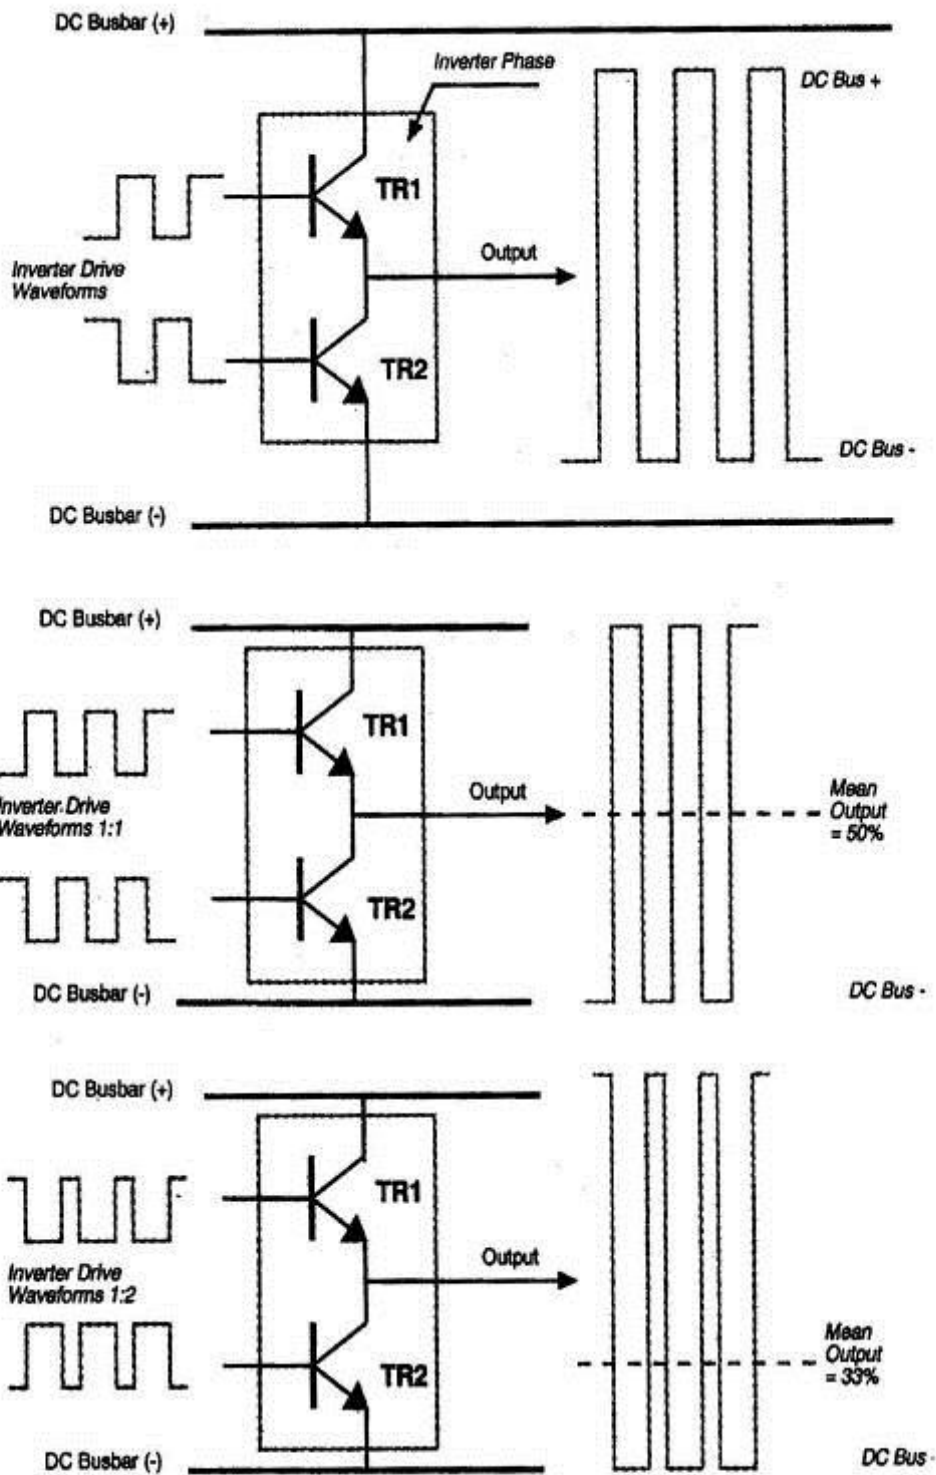 DC Busbar (+)
Inverter Phase
DC Bus +
TR1
Output
Inverter Drive
Waveforms
TR2
DC Bus -
DC Busbar (-)
DC Busbar (+)
TR1
Output
Mean
Output
= 50%
Inverter Drive
Waveforms 1:1
TR2
DC Busbar (-)
DC Bus -
DC Busbar (+)
TR1
Output
Inverter Drive
Waveforms 1:2
Mean
Output
= 33%
TR2
DC Busbar (-)
DC Bus -